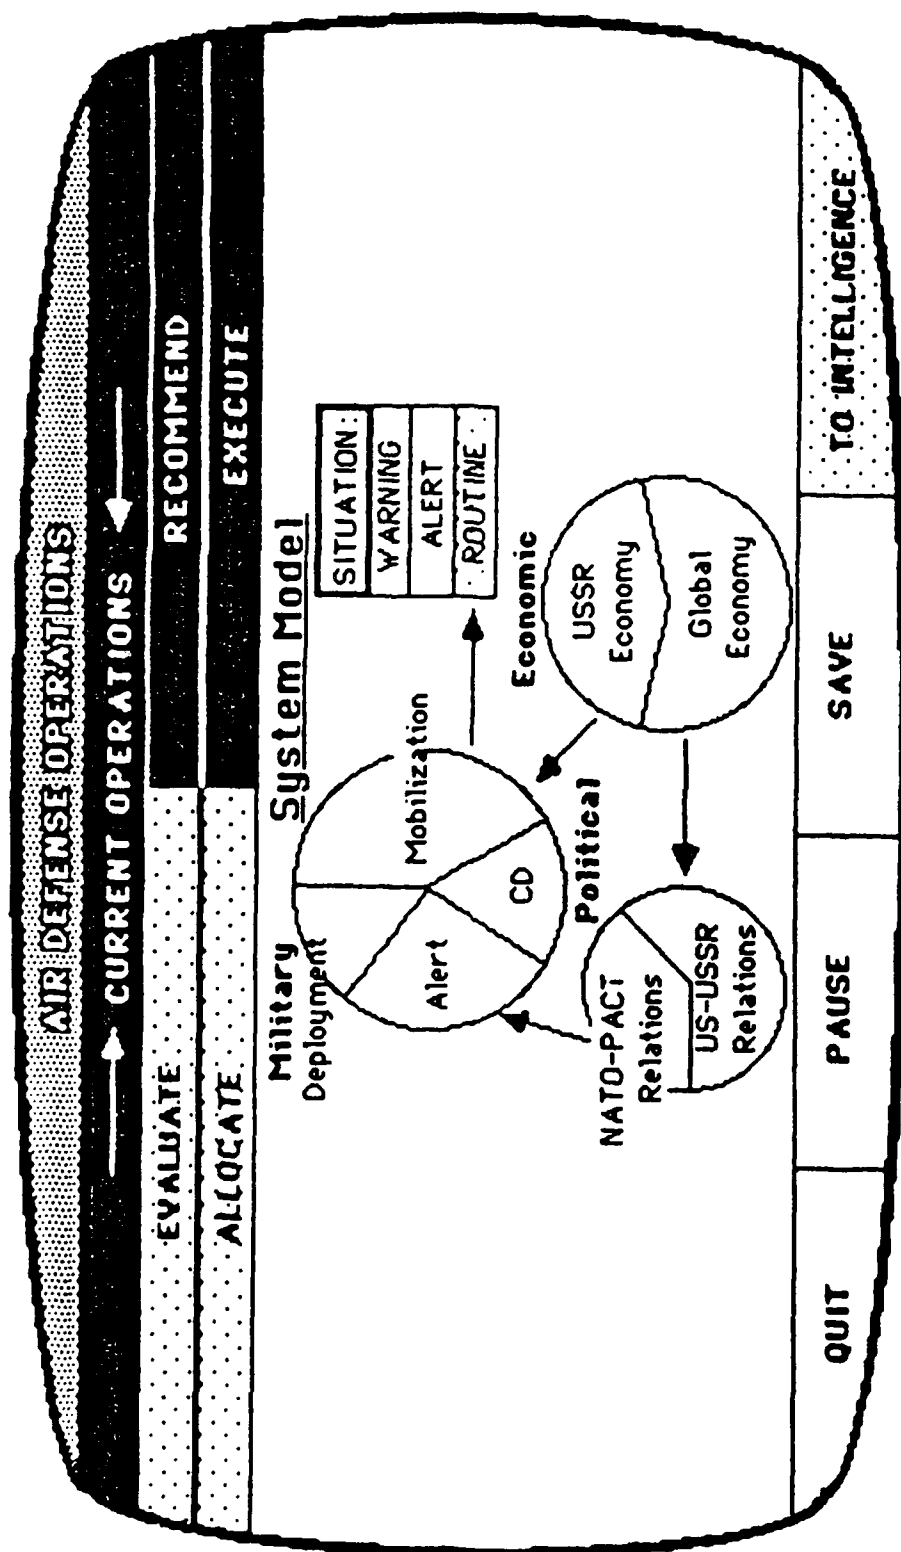 AIR DEFENSE OPERATIONS
CURRENT OPERATIONS
EVALUATE
RECOMMEND
ALLOCATE
EXECUTE
System Model
Military
Deployment
Mobilization
Alert
CD
SITUATION:
WARNING
ALERT
ROUTINE
Political
NATO-PACT
Relations
US-USSR
Relations
Economic
USSR
Economy
Global
Economy
QUIT
PAUSE
SAVE
TO INTELLIGENCE